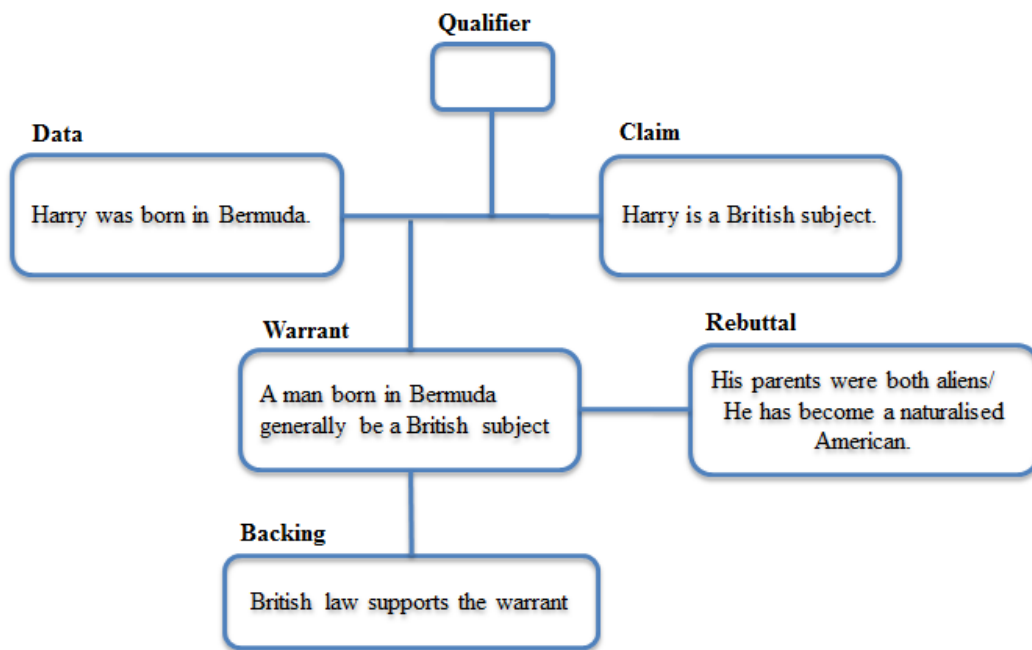 Qualifier
Data
Claim
Harry was born in Bermuda.
Harry is a British subject.
Warrant
Rebuttal
A man born in Bermuda
generally be a British subject
His parents were both aliens/
He has become a naturalised
American.
Backing
British law supports the warrant